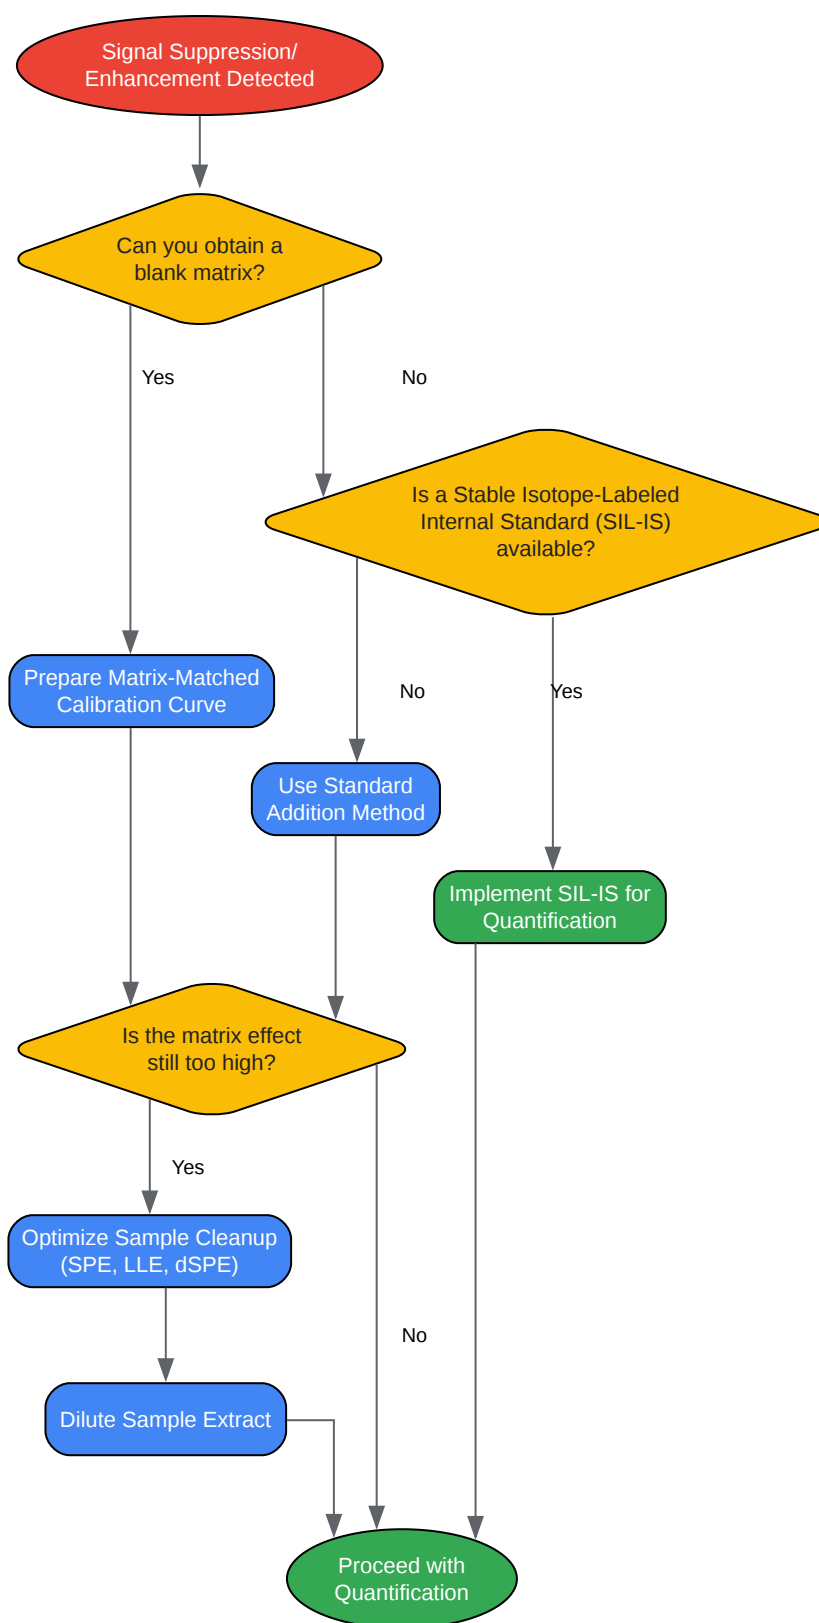 Signal Suppression/
Enhancement Detected
Can you obtain a
blank matrix?
Yes
No
Is a Stable Isotope-Labeled
Internal Standard (SIL-IS)
available?
Prepare Matrix-Matched
Calibration Curve
No
Yes
Use Standard
Addition Method
Implement SIL-IS for
Quantification
Is the matrix effect
still too high?
Yes
Optimize Sample Cleanup
(SPE, LLE, dSPE)
No
Dilute Sample Extract
Proceed with
Quantification